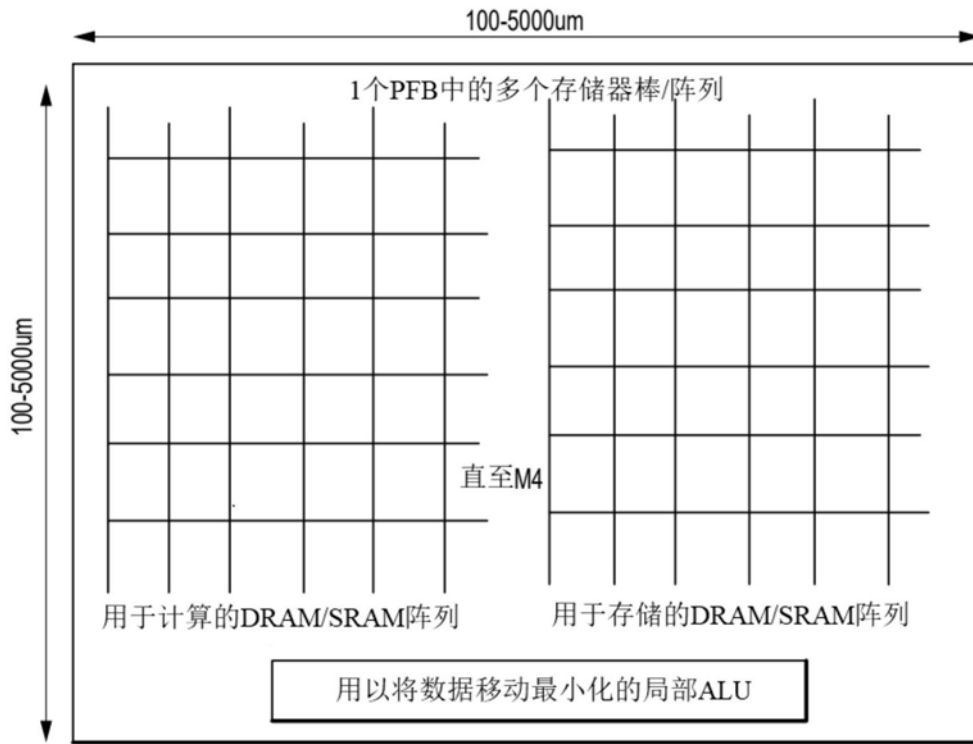 100-5000um
1个PFB中的多个存储器棒/阵列
100-5000um
直至M4
用于计算的DRAM/SRAM阵列
用于存储的DRAM/SRAM阵列
用以将数据移动最小化的局部ALU